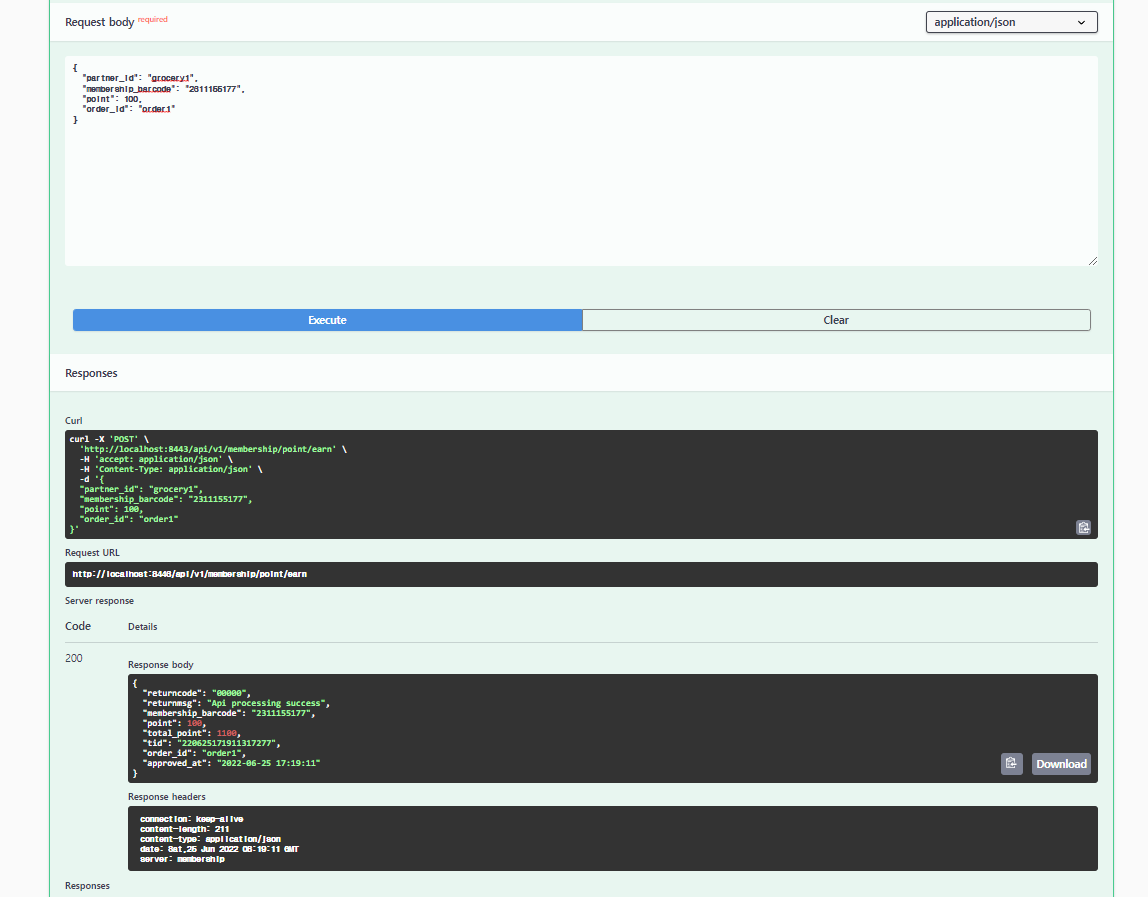 Request body required
application/json
{
"partner_id": "grocery1",
"membership_barcode": "2311155177",
"point": 100,
"order_id": "order1"
}
Execute
Clear
Responses
Curl
curl -X 'POST' \
'http://localhost:8443/api/v1/membership/point/earn' \
-H 'accept: application/json' \
-H 'Content-Type: application/json' \
-d '{
"partner_id": "grocery1",
"membership_barcode": "2311155177",
"point": 100,
"order_id": "order1"
}'
Request URL
http://localhost:8443/api/v1/membership/point/earn
Server response
Code
Details
200
Response body
{
"returncode": "00000",
"returnmsg": "Api processing success",
"membership_barcode": "2311155177",
"point": 100,
"total_point": 1100,
"tid": "220625171911317277",
"order_id": "order1",
"approved_at": "2022-06-25 17:19:11"
}
Download
Response headers
connection: keep-alive
content-length: 211
content-type: application/json
date: Sat,25 Jun 2022 08:19:11 GMT
server: membership
Responses